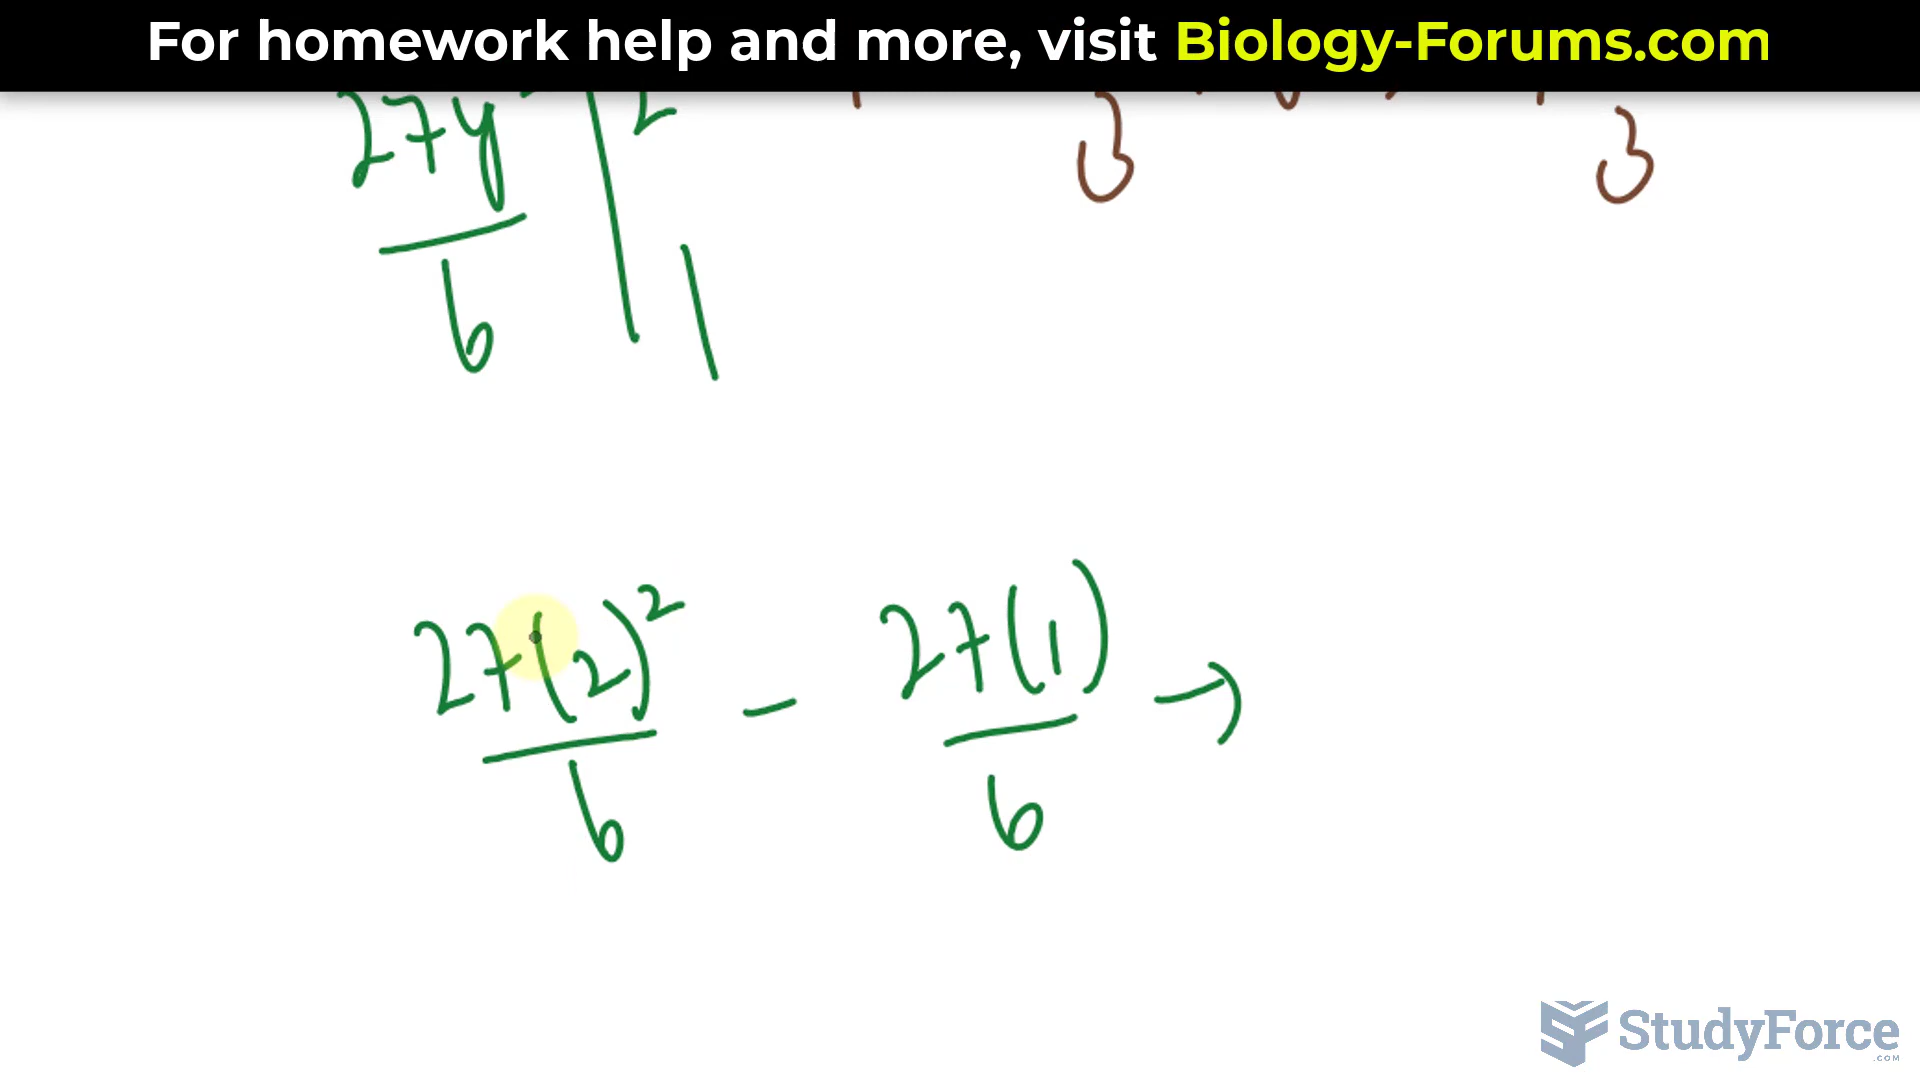 For homework help and more, visit Biology-Forums.com
27y 2
3 3
6 1
27(2)² - 27(1) →
6 6
StudyForce
.COM